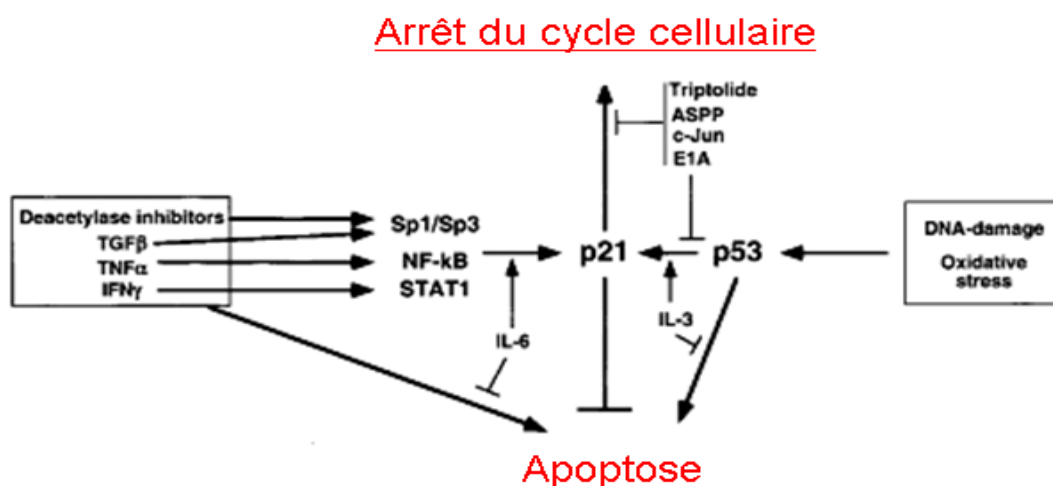 Arrêt du cycle cellulaire
Triptolide
ASPP
c-Jun
E1A
Deacetylase inhibitors
TGFβ
TNFα
IFNγ
Sp1/Sp3
NF-kB
STAT1
p21
p53
DNA-damage
Oxidative
stress
IL-6
IL-3
Apoptose